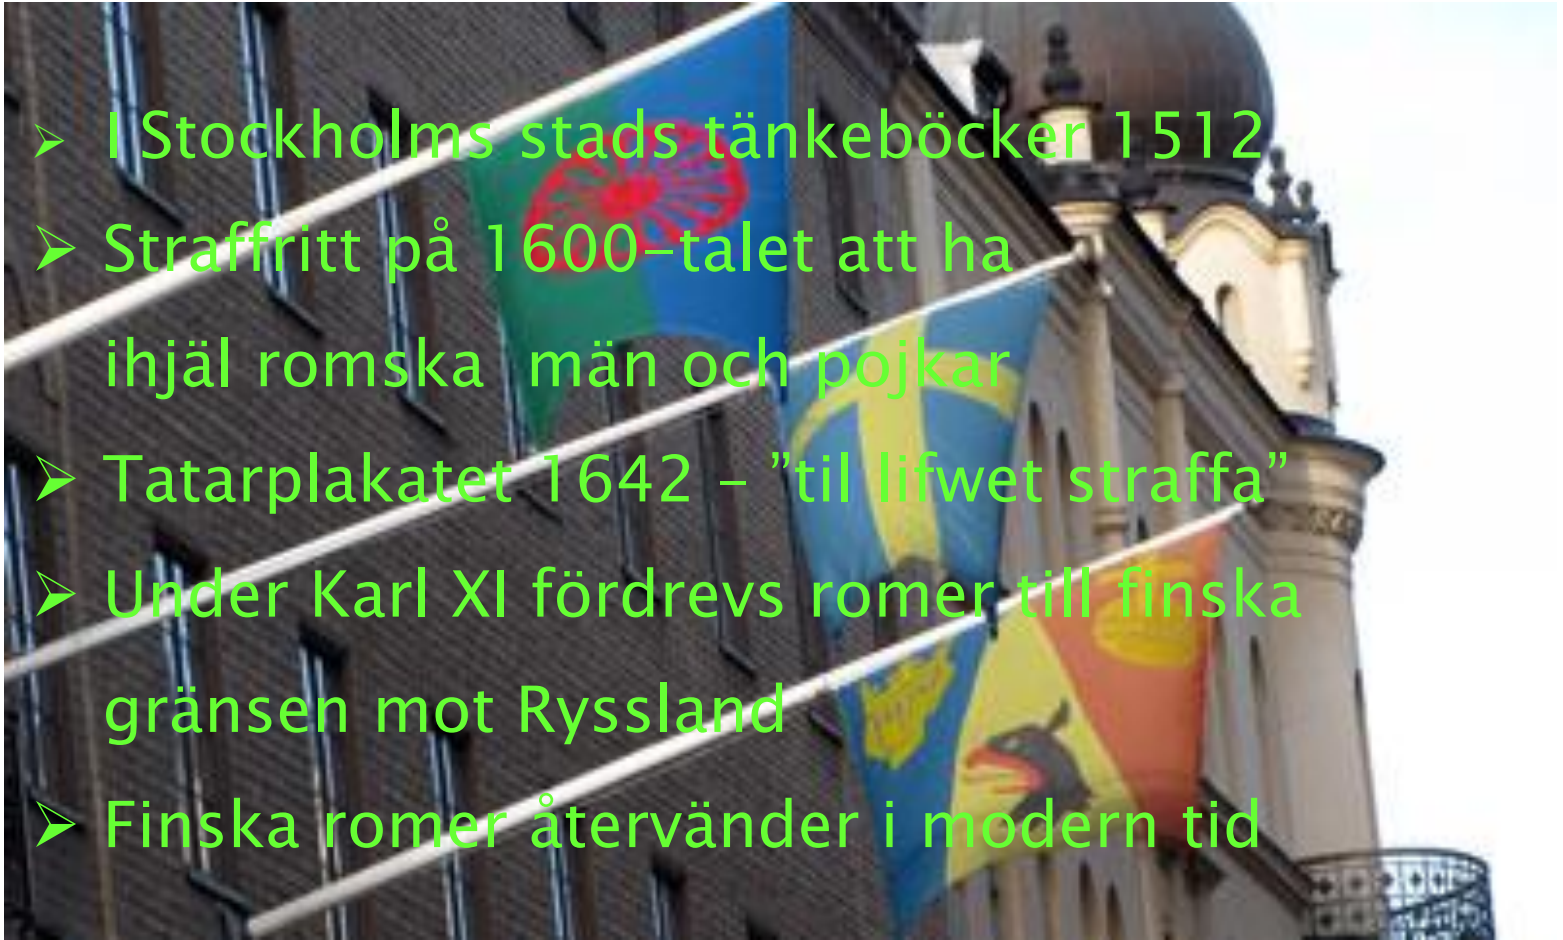 ➢ I Stockholms stads tänkeböcker 1512
➢ Straffritt på 1600-talet att ha
ihjäl romska män och pojkar
➢ Tatarplakatet 1642 – ”til lifwet straffa”
➢ Under Karl XI fördrevs romer till finska
gränsen mot Ryssland
➢ Finska romer återvänder i modern tid